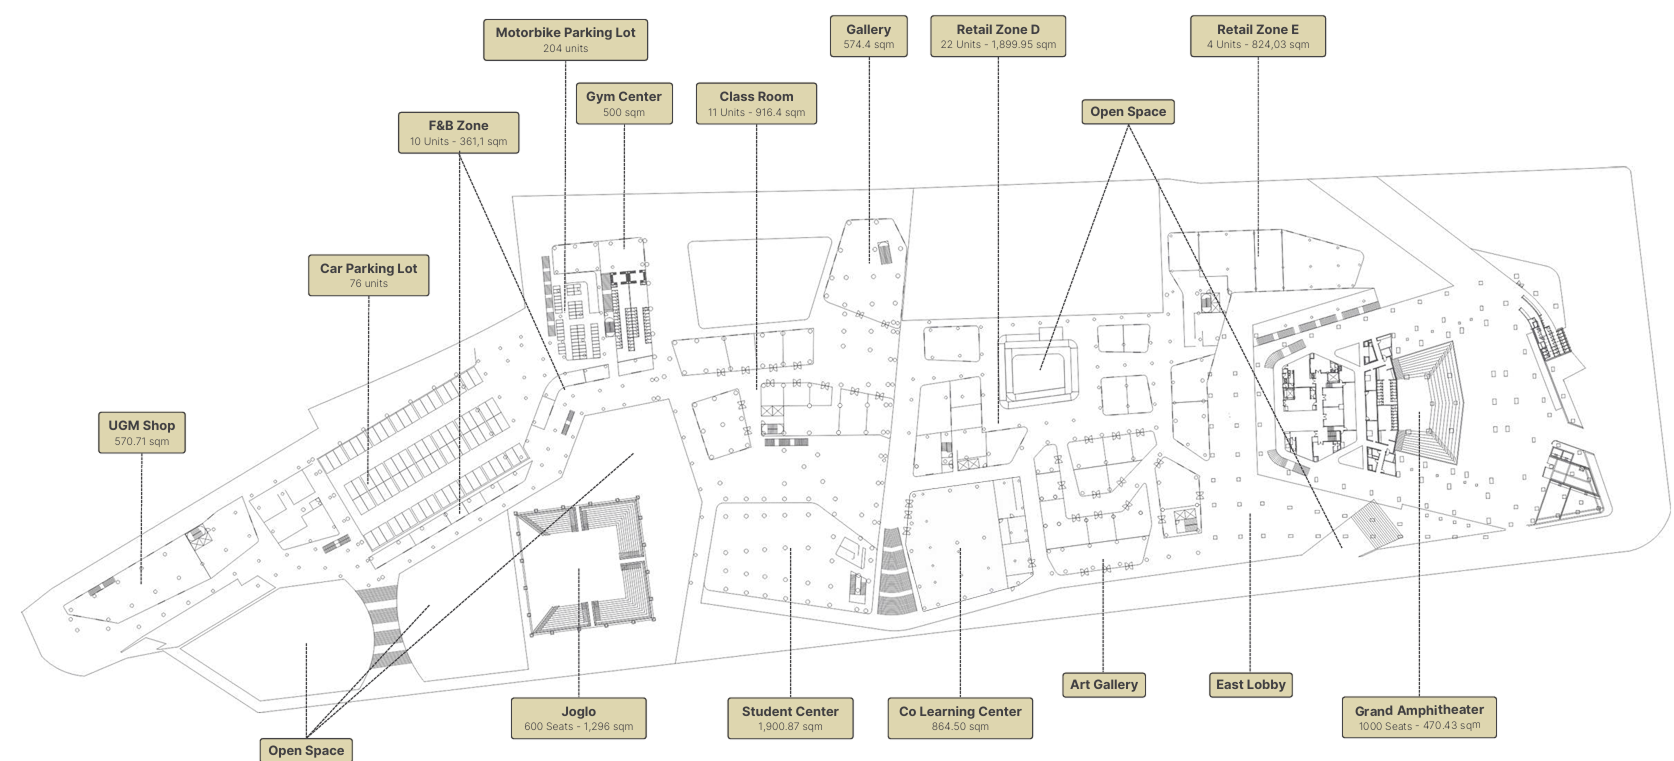 Motorbike Parking Lot
204 units
Gallery
574.4 sqm
Retail Zone D
22 Units - 1,899.95 sqm
Retail Zone E
4 Units - 824,03 sqm
Gym Center
500 sqm
Class Room
11 Units - 916.4 sqm
Open Space
F&B Zone
10 Units - 361,1 sqm
Car Parking Lot
76 units
UGM Shop
570.71 sqm
Art Gallery
East Lobby
Joglo
600 Seats - 1,296 sqm
Student Center
1,900.87 sqm
Co Learning Center
864.50 sqm
Grand Amphitheater
1000 Seats - 470.43 sqm
Open Space